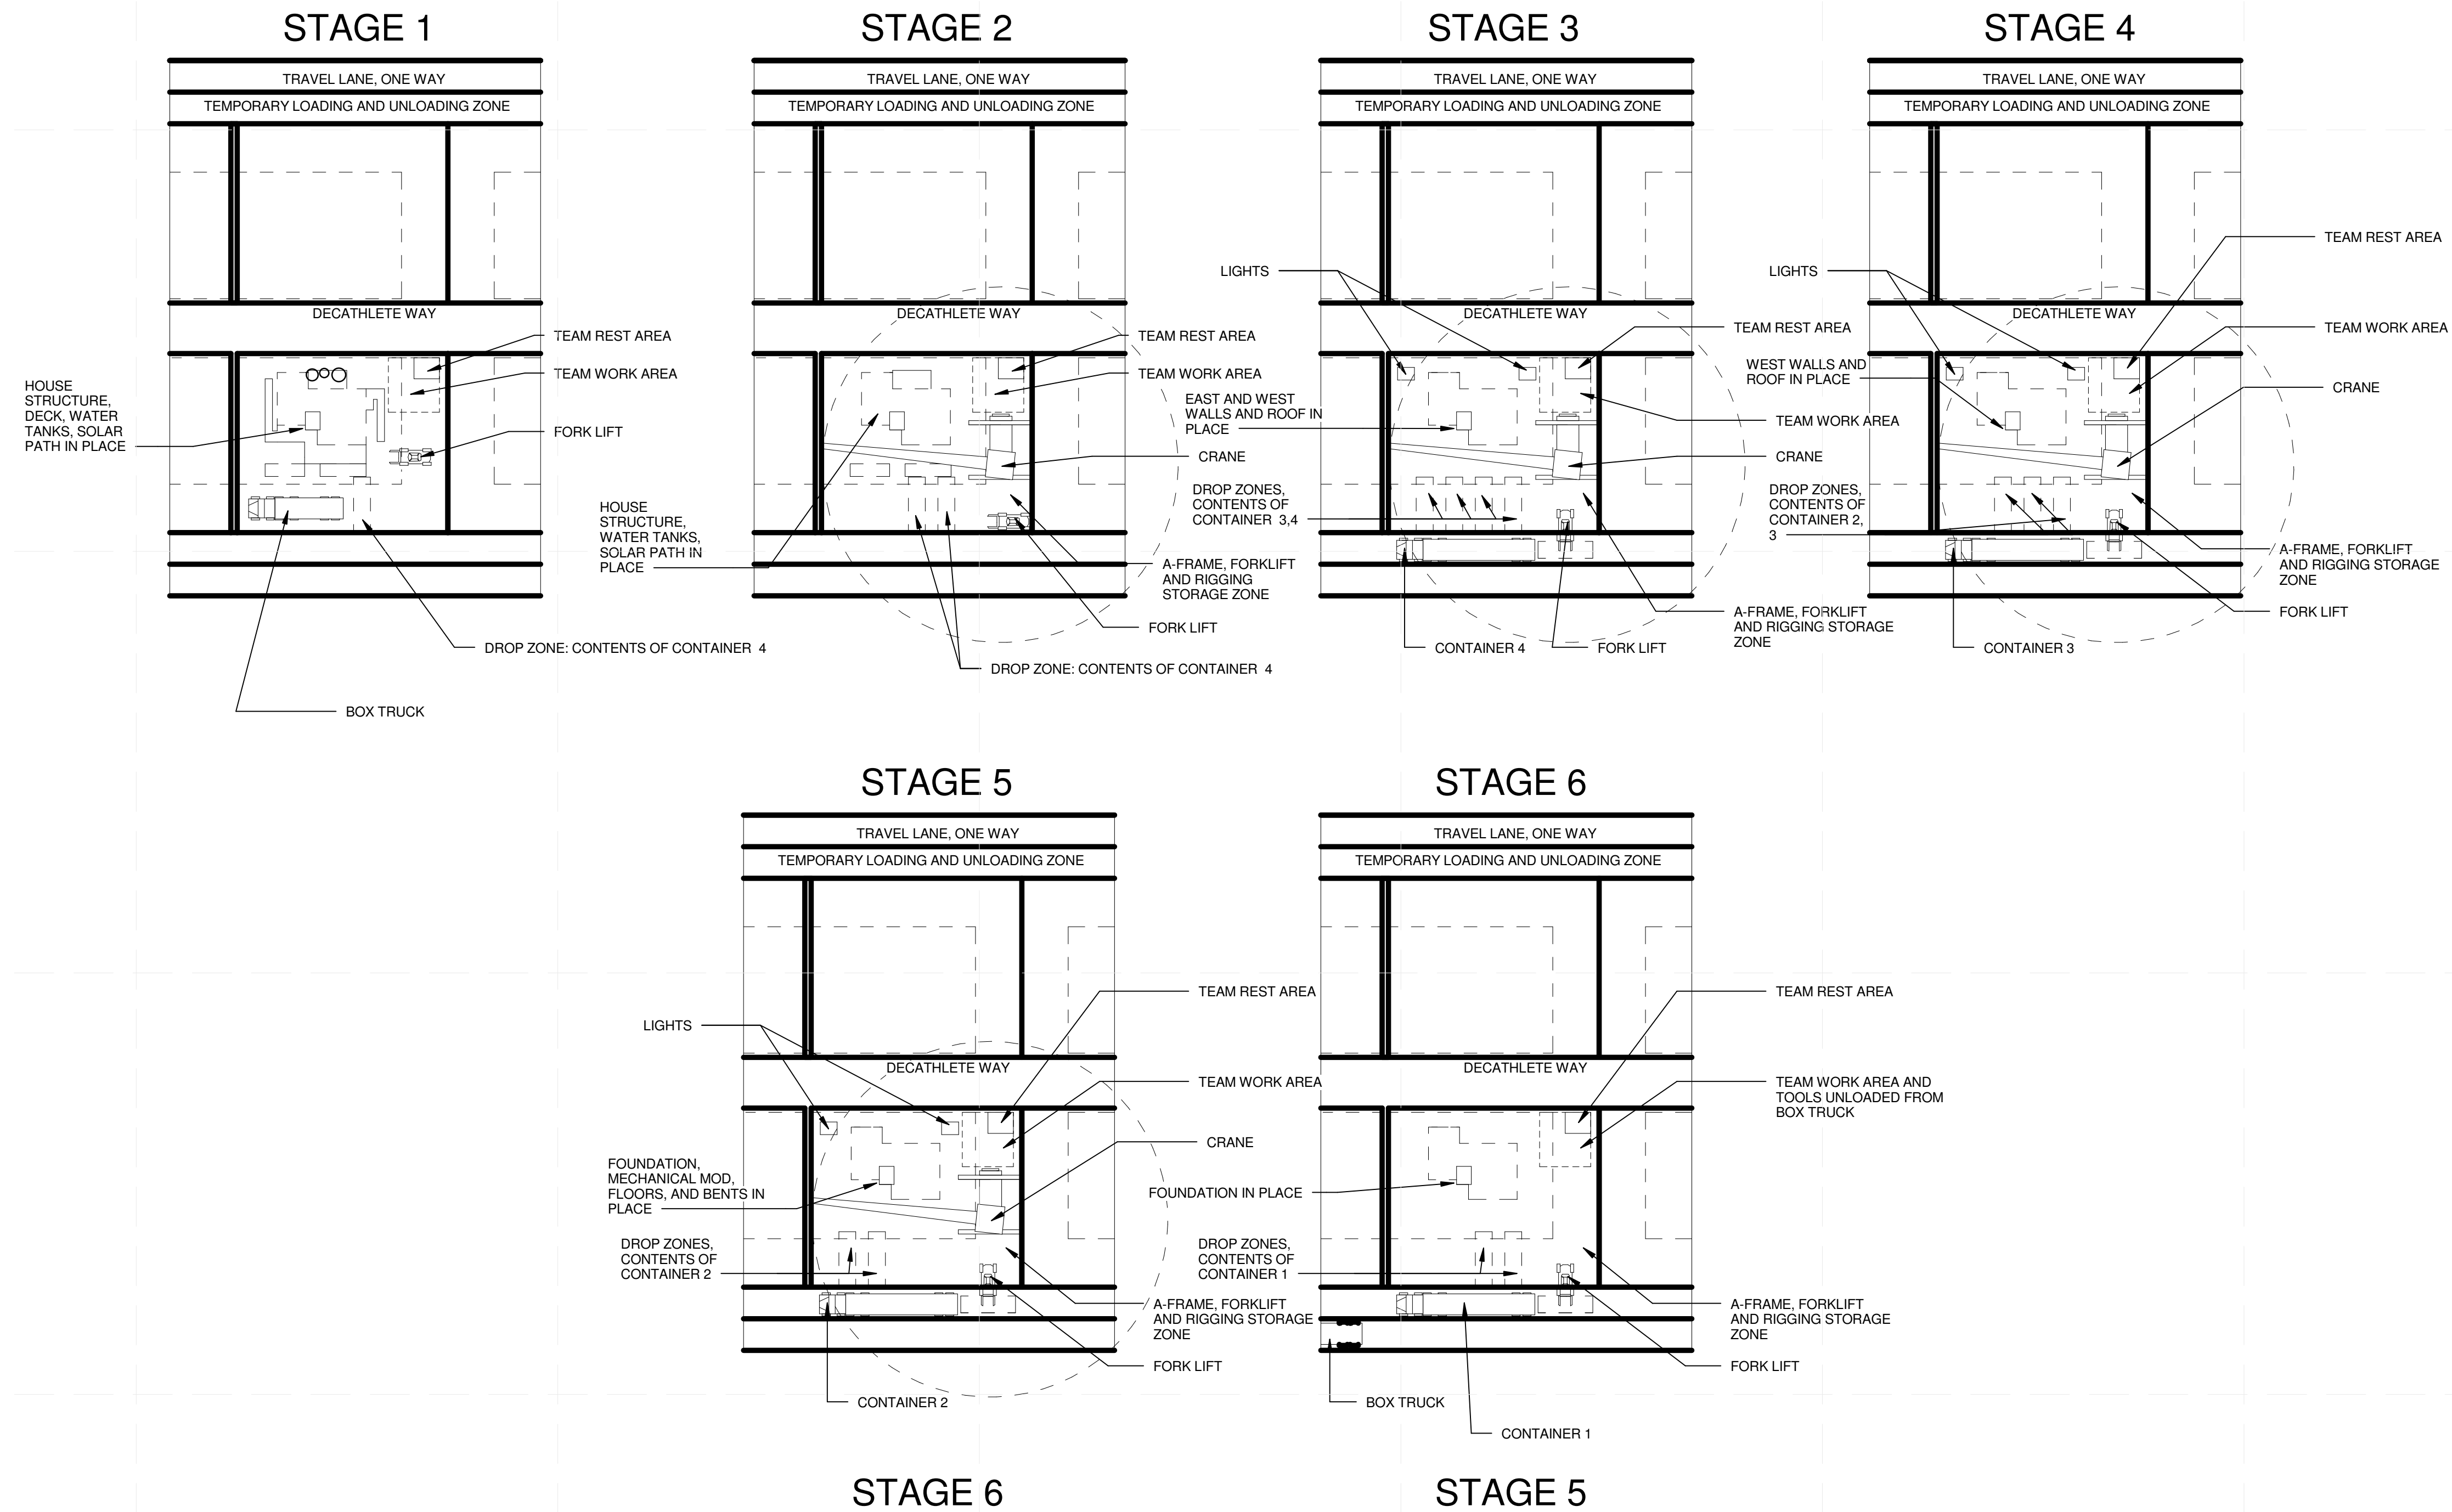 STAGE 1
TRAVEL LANE, ONE WAY
TEMPORARY LOADING AND UNLOADING ZONE
DECATHLETE WAY
TEAM REST AREA
TEAM WORK AREA
HOUSE
STRUCTURE,
DECK, WATER
TANKS, SOLAR
PATH IN PLACE
FORK LIFT
DROP ZONE: CONTENTS OF CONTAINER 4
BOX TRUCK
STAGE 2
TRAVEL LANE, ONE WAY
TEMPORARY LOADING AND UNLOADING ZONE
DECATHLETE WAY
TEAM REST AREA
TEAM WORK AREA
CRANE
HOUSE
STRUCTURE,
WATER TANKS,
SOLAR PATH IN
PLACE
A-FRAME, FORKLIFT
AND RIGGING
STORAGE ZONE
FORK LIFT
DROP ZONE: CONTENTS OF CONTAINER 4
STAGE 3
TRAVEL LANE, ONE WAY
TEMPORARY LOADING AND UNLOADING ZONE
LIGHTS
DECATHLETE WAY
TEAM REST AREA
EAST AND WEST
WALLS AND ROOF IN
PLACE
TEAM WORK AREA
CRANE
DROP ZONES,
CONTENTS OF
CONTAINER 3,4
A-FRAME, FORKLIFT
AND RIGGING STORAGE
ZONE
CONTAINER 4
FORK LIFT
STAGE 4
TRAVEL LANE, ONE WAY
TEMPORARY LOADING AND UNLOADING ZONE
TEAM REST AREA
LIGHTS
DECATHLETE WAY
TEAM WORK AREA
WEST WALLS AND
ROOF IN PLACE
CRANE
DROP ZONES,
CONTENTS OF
CONTAINER 2,
3
A-FRAME, FORKLIFT
AND RIGGING STORAGE
ZONE
FORK LIFT
CONTAINER 3
STAGE 5
TRAVEL LANE, ONE WAY
TEMPORARY LOADING AND UNLOADING ZONE
TEAM REST AREA
LIGHTS
DECATHLETE WAY
TEAM WORK AREA
CRANE
FOUNDATION,
MECHANICAL MOD,
FLOORS, AND BENTS IN
PLACE
DROP ZONES,
CONTENTS OF
CONTAINER 2
A-FRAME, FORKLIFT
AND RIGGING STORAGE
ZONE
FORK LIFT
CONTAINER 2
STAGE 6
TRAVEL LANE, ONE WAY
TEMPORARY LOADING AND UNLOADING ZONE
TEAM REST AREA
DECATHLETE WAY
TEAM WORK AREA AND
TOOLS UNLOADED FROM
BOX TRUCK
FOUNDATION IN PLACE
DROP ZONES,
CONTENTS OF
CONTAINER 1
A-FRAME, FORKLIFT
AND RIGGING STORAGE
ZONE
FORK LIFT
BOX TRUCK
CONTAINER 1
STAGE 6
STAGE 5